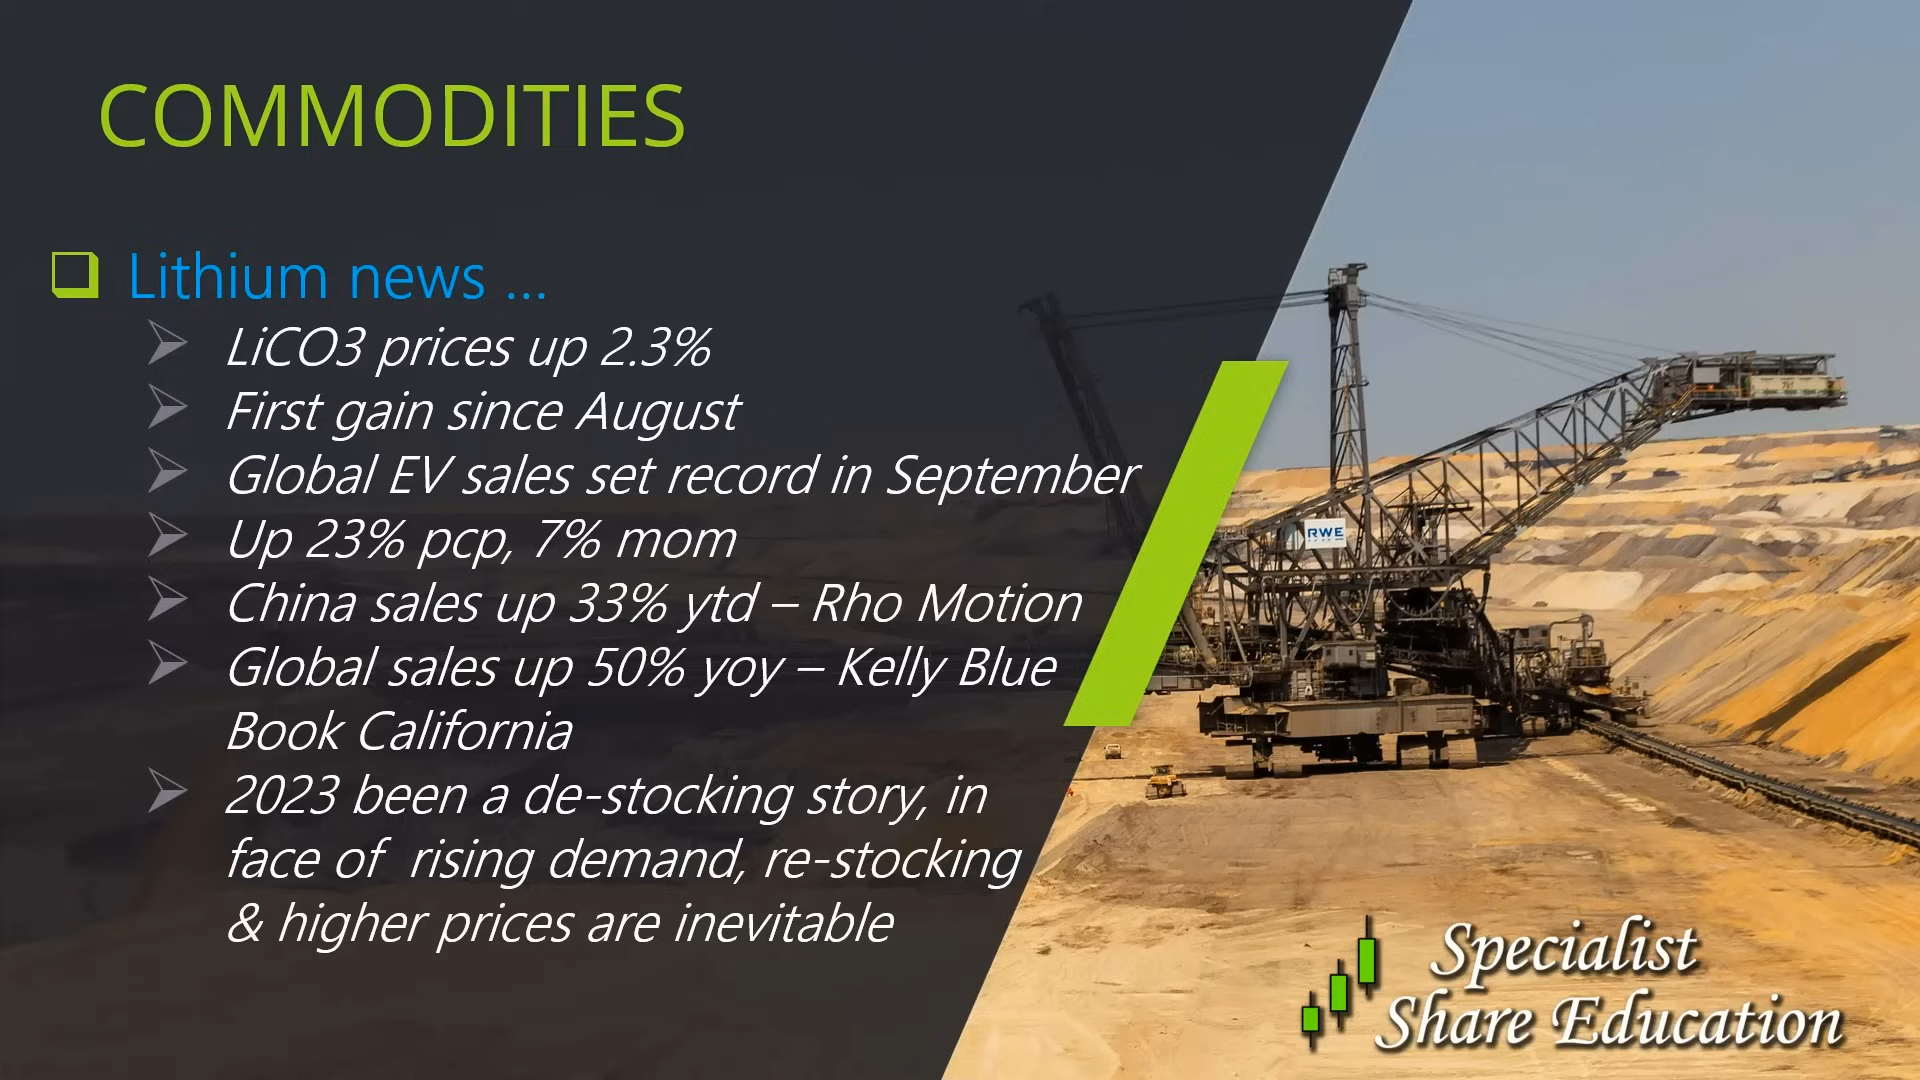 COMMODITIES
Lithium news ...
LiCO3 prices up 2.3%
First gain since August
Global EV sales set record in September
Up 23% pcp, 7% mom
China sales up 33% ytd – Rho Motion
Global sales up 50% yoy – Kelly Blue
Book California
2023 been a de-stocking story, in
face of rising demand, re-stocking
& higher prices are inevitable
RWE
Specialist
Share Education